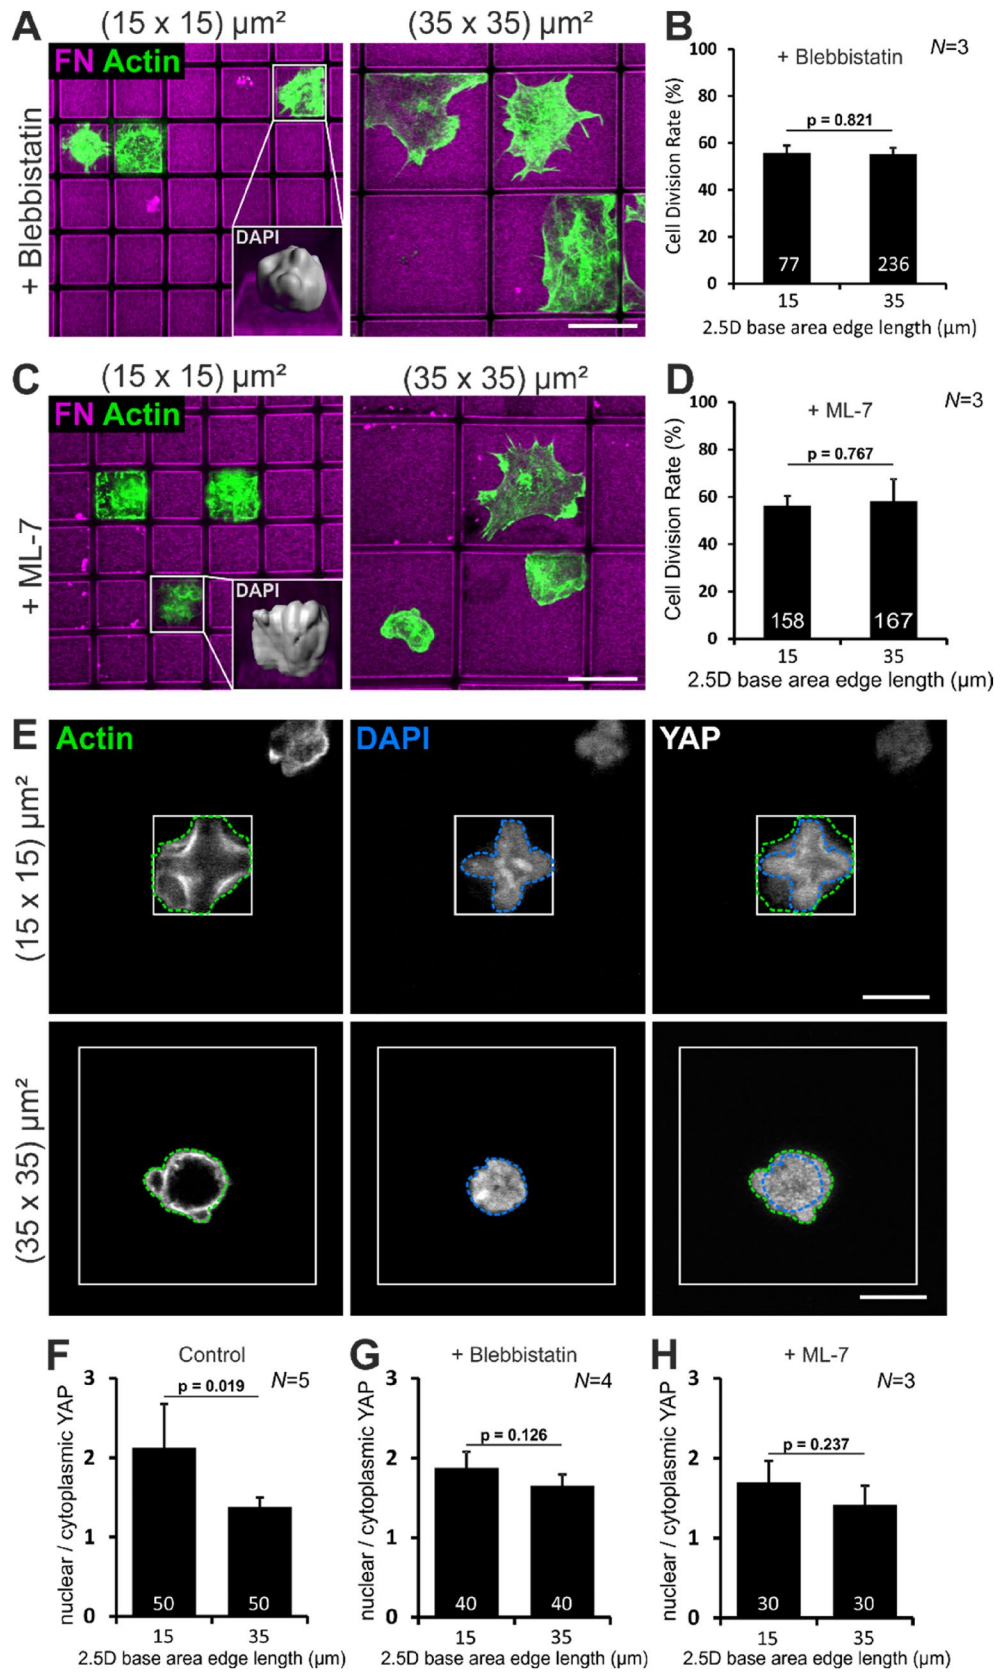 A
(15 x 15) µm²
(35 x 35) µm²
FN Actin
+ Blebbistatin
DAPI
B
+ Blebbistatin
N=3
Cell Division Rate (%)
100
80
60
40
20
0
p = 0.821
77
236
15
35
2.5D base area edge length (µm)
C
(15 x 15) µm²
(35 x 35) µm²
FN Actin
+ ML-7
DAPI
D
+ ML-7
N=3
Cell Division Rate (%)
100
80
60
40
20
0
p = 0.767
158
167
15
35
2.5D base area edge length (µm)
E
Actin
DAPI
YAP
(15 x 15) µm²
(35 x 35) µm²
F
Control
N=5
nuclear / cytoplasmic YAP
3
2
1
0
p = 0.019
50
50
15
35
2.5D base area edge length (µm)
G
+ Blebbistatin
N=4
nuclear / cytoplasmic YAP
3
2
1
0
p = 0.126
40
40
15
35
2.5D base area edge length (µm)
H
+ ML-7
N=3
nuclear / cytoplasmic YAP
3
2
1
0
p = 0.237
30
30
15
35
2.5D base area edge length (µm)